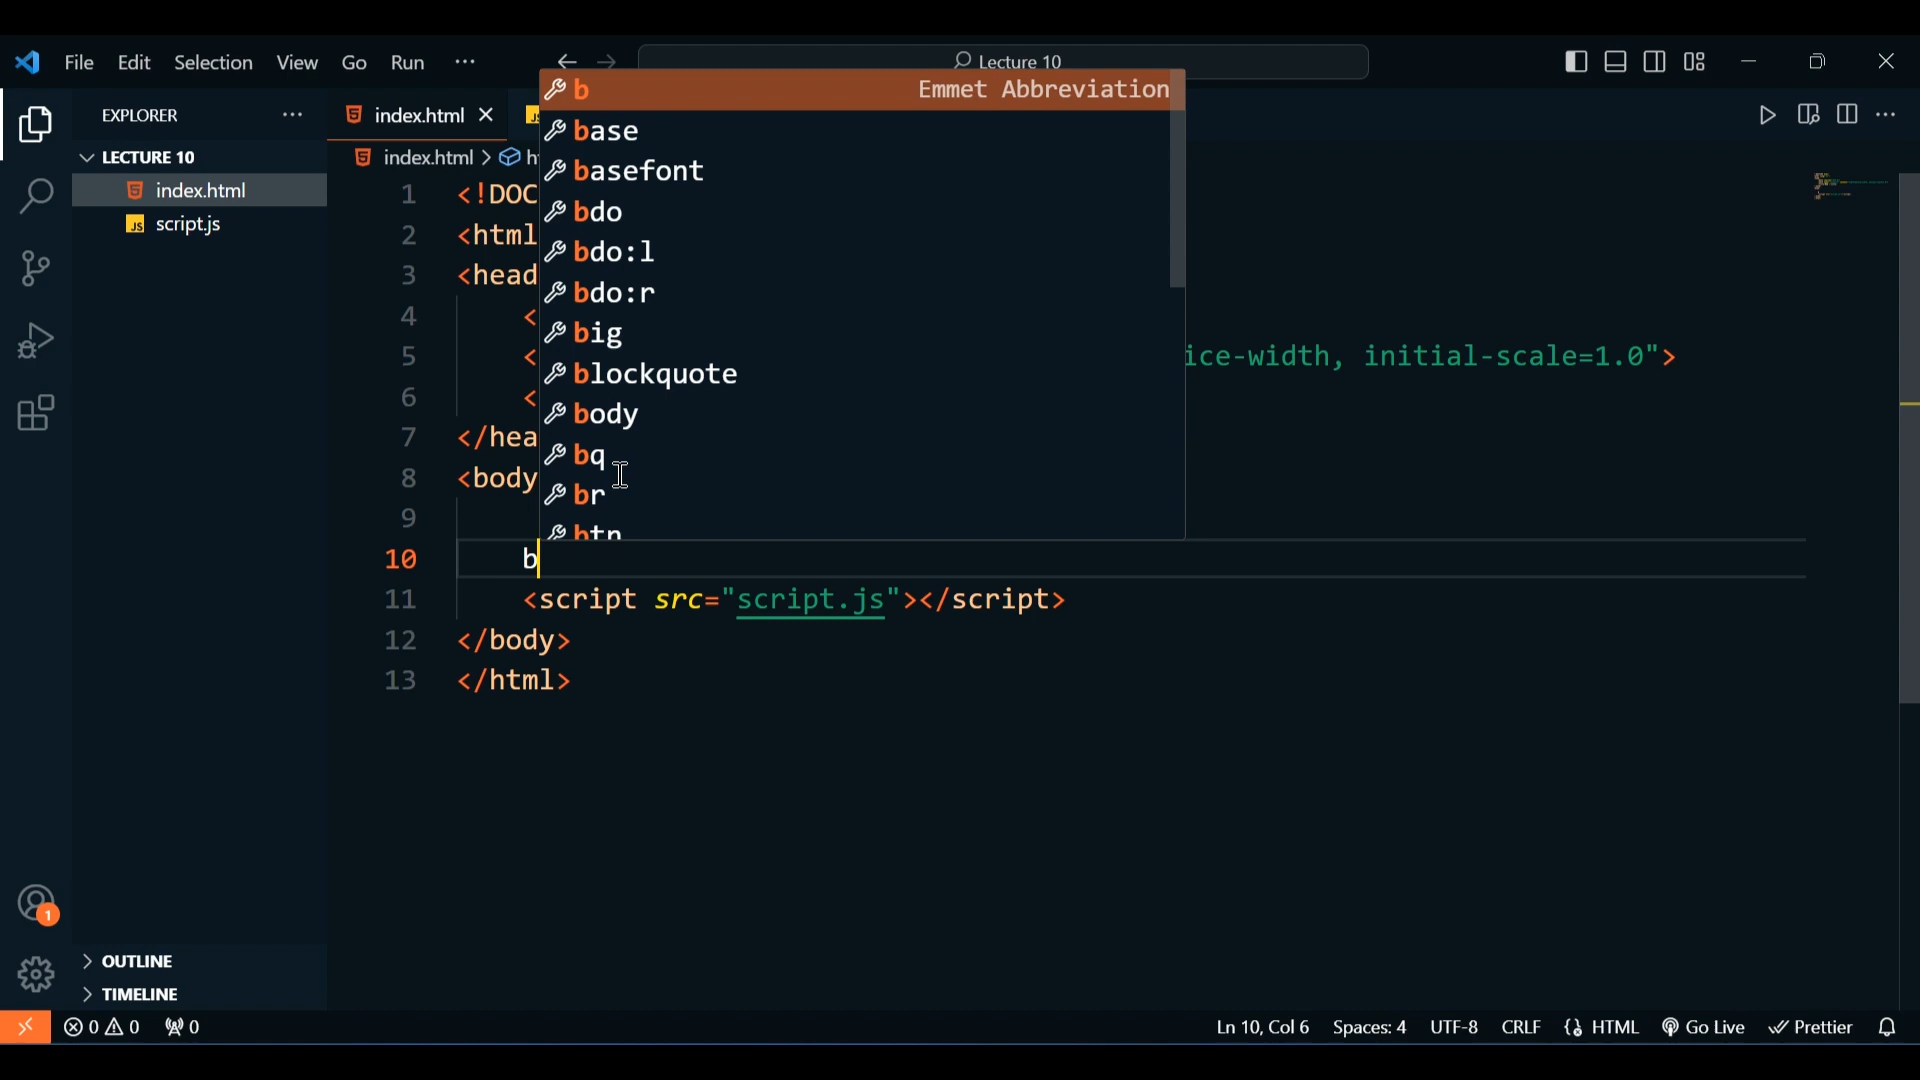 File Edit Selection View Go Run ··· Lecture 10
EXPLORER ··· index.html JS
LECTURE 10
index.html
JS script.js
index.html >
b Emmet Abbreviation
base
basefont
bdo
bdo:l
bdo:r
big
blockquote
body
bq
br
btn
1 <!DOC
2 <html
3 <head
4 <
5 < ice-width, initial-scale=1.0">
6 <
7 </hea
8 <body
9
10 b
11 <script src="script.js"></script>
12 </body>
13 </html>
1
OUTLINE
TIMELINE
0 0 0 Ln 10, Col 6 Spaces: 4 UTF-8 CRLF HTML Go Live Prettier